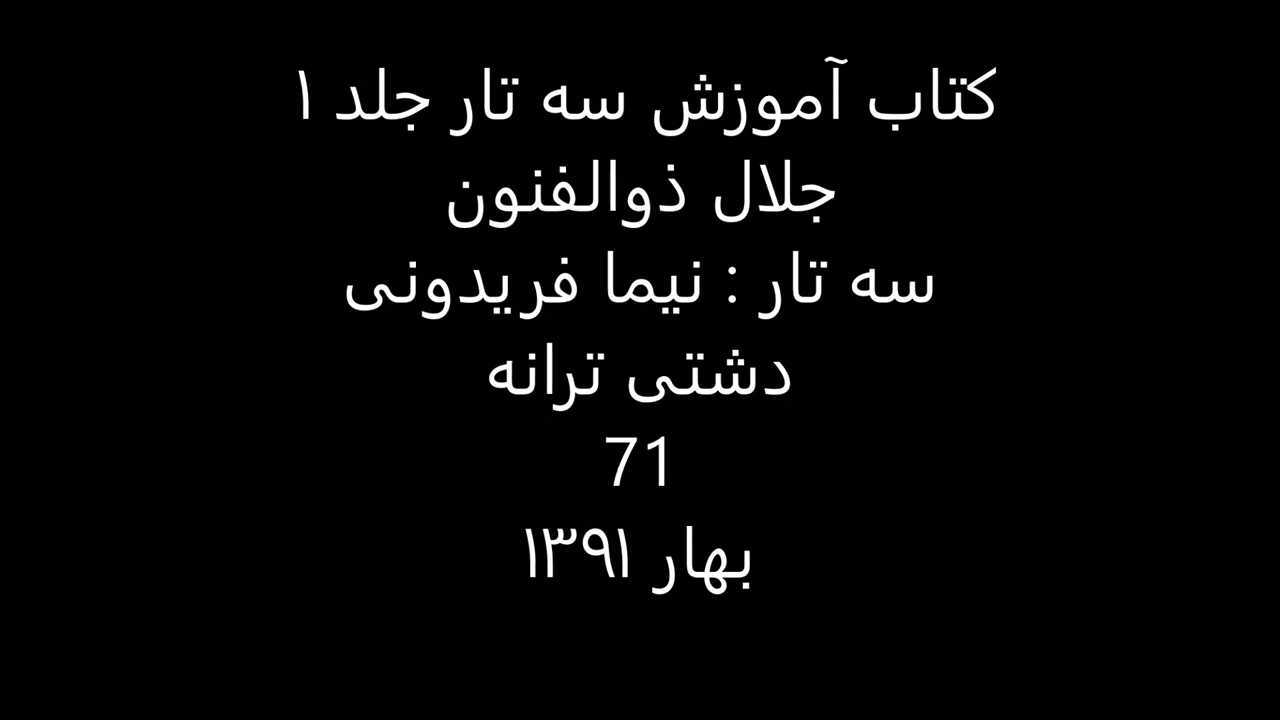 کتاب آموزش سه تار جلد ۱
جلال ذوالفنون
سه تار : نیما فریدونی
دشتی ترانه
71
بهار ۱۳۹۱